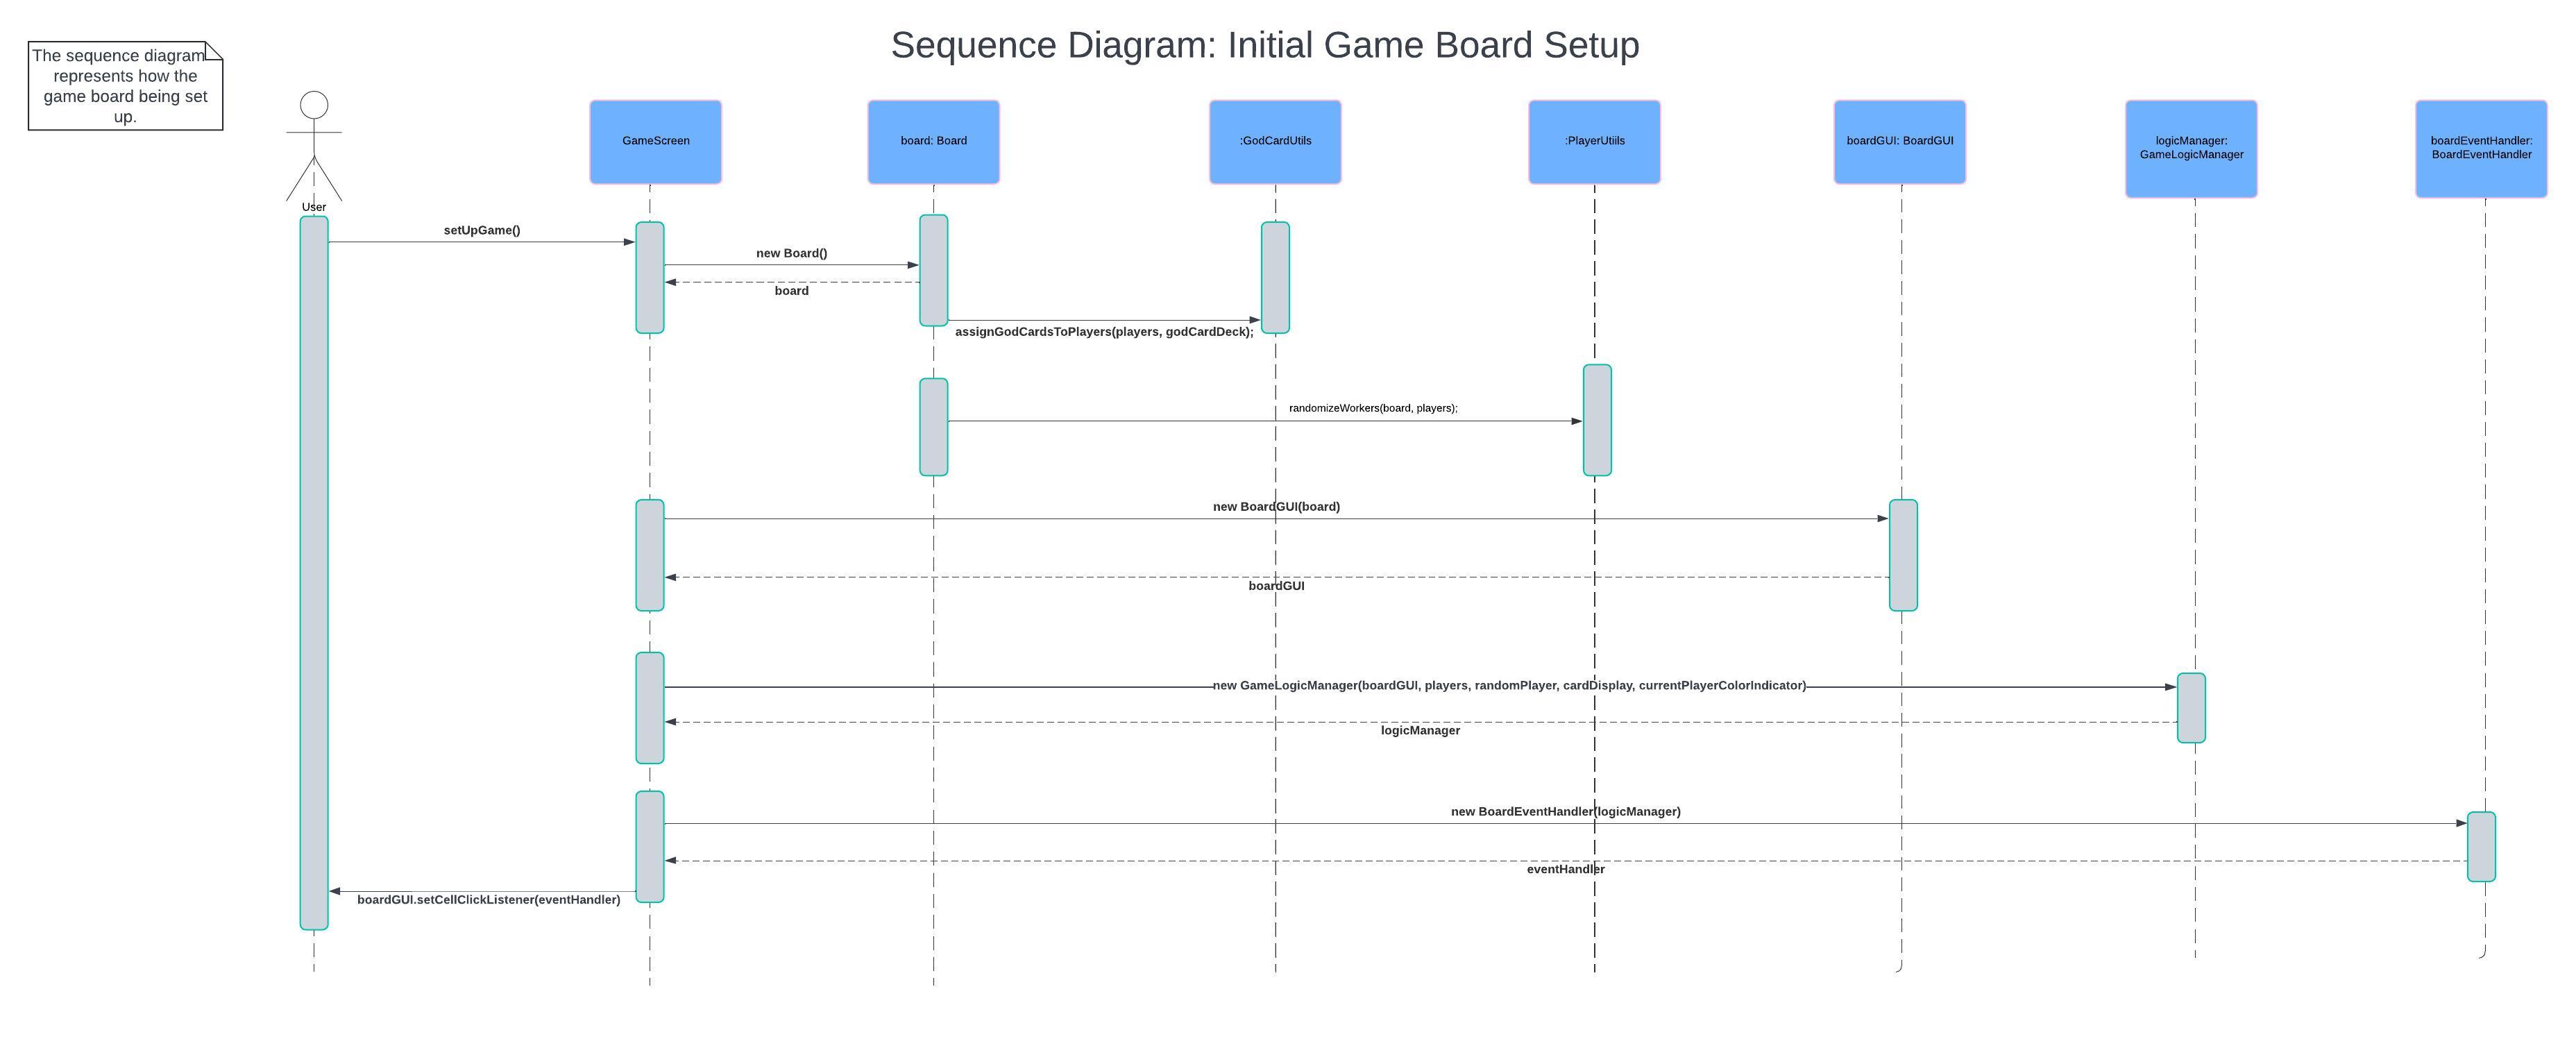 Sequence Diagram: Initial Game Board Setup
The sequence diagram
represents how the
game board being set
up.
User
GameScreen
board: Board
:GodCardUtils
:PlayerUtiils
boardGUI: BoardGUI
logicManager:
GameLogicManager
boardEventHandler:
BoardEventHandler
setUpGame()
new Board()
board
assignGodCardsToPlayers(players, godCardDeck);
randomizeWorkers(board, players);
new BoardGUI(board)
boardGUI
new GameLogicManager(boardGUI, players, randomPlayer, cardDisplay, currentPlayerColorIndicator)
logicManager
new BoardEventHandler(logicManager)
eventHandler
boardGUI.setCellClickListener(eventHandler)